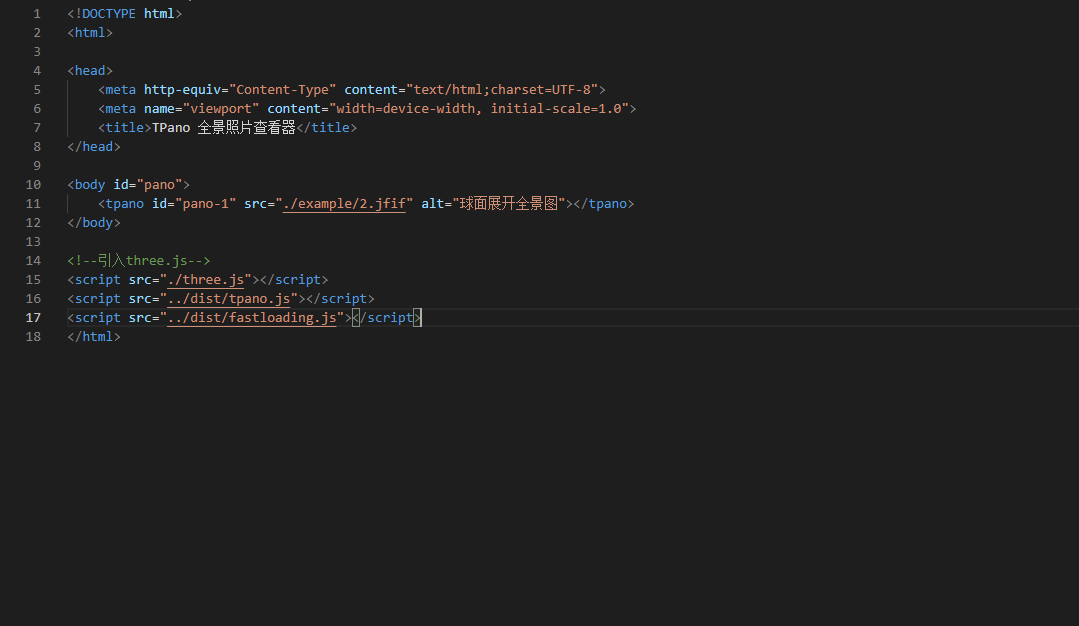 1 <!DOCTYPE html>
2 <html>
3
4 <head>
5 <meta http-equiv="Content-Type" content="text/html;charset=UTF-8">
6 <meta name="viewport" content="width=device-width, initial-scale=1.0">
7 <title>TPano 全景照片查看器</title>
8 </head>
9
10 <body id="pano">
11 <tpano id="pano-1" src="./example/2.jfif" alt="球面展开全景图"></tpano>
12 </body>
13
14 <!--引入three.js-->
15 <script src="./three.js"></script>
16 <script src="../dist/tpano.js"></script>
17 <script src="../dist/fastloading.js"></script>
18 </html>